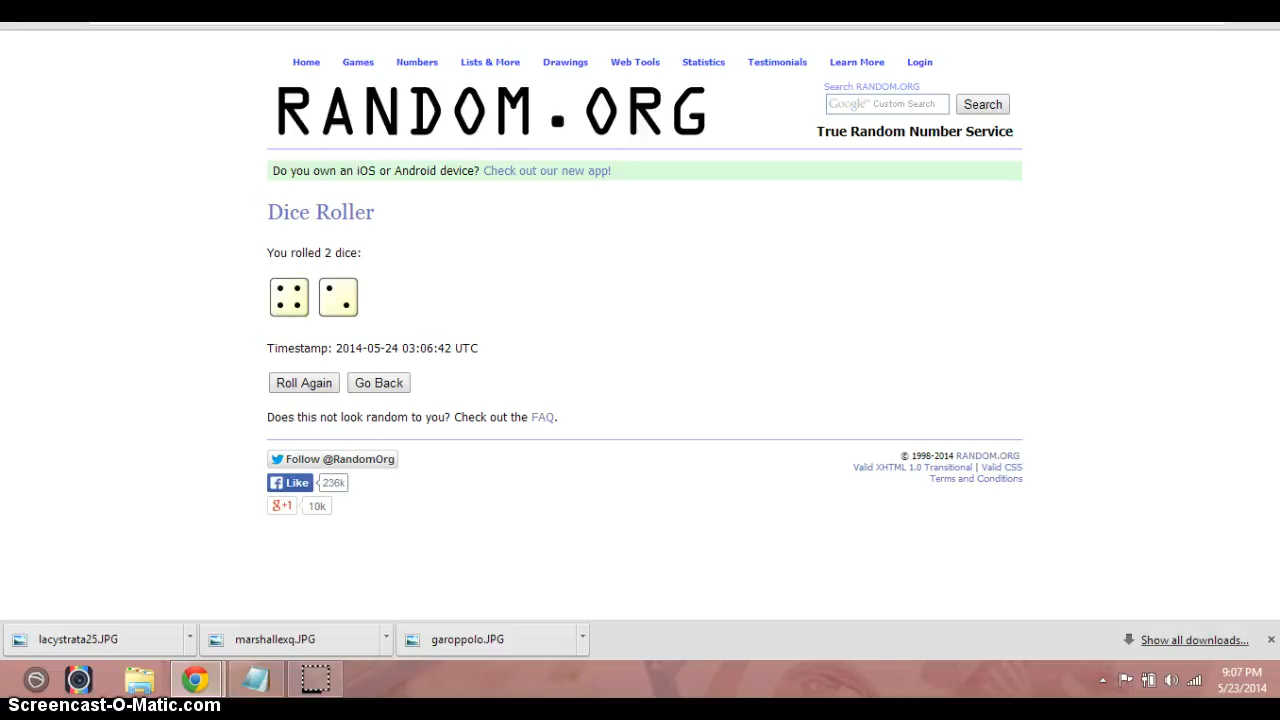 Home Games Numbers Lists & More Drawings Web Tools Statistics Testimonials Learn More Login
RANDOM.ORG
Search RANDOM.ORG
Google™ Custom Search Search
True Random Number Service
Do you own an iOS or Android device? Check out our new app!
Dice Roller
You rolled 2 dice:
Timestamp: 2014-05-24 03:06:42 UTC
Roll Again Go Back
Does this not look random to you? Check out the FAQ.
Follow @RandomOrg
Like 236k
g+1 10k
© 1998-2014 RANDOM.ORG
Valid XHTML 1.0 Transitional | Valid CSS
Terms and Conditions
lacystrata25.JPG marshallexq.JPG garoppolo.JPG Show all downloads...
9:07 PM
5/23/2014
Screencast-O-Matic.com